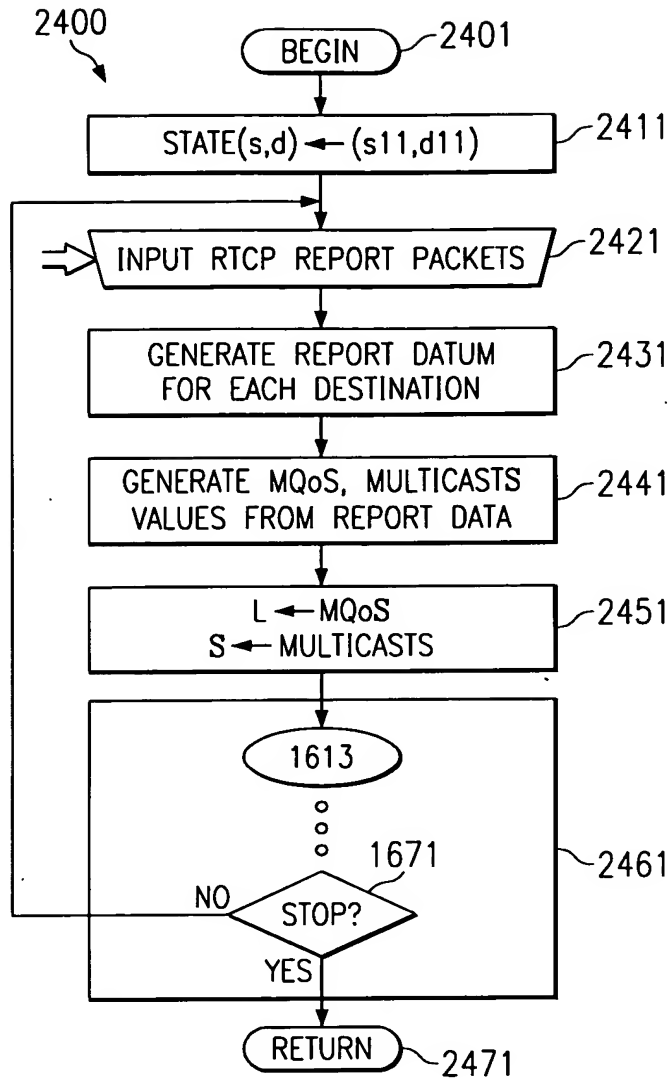 2400
BEGIN
2401
STATE(s,d) ← (s11,d11)
2411
INPUT RTCP REPORT PACKETS
2421
GENERATE REPORT DATUM
FOR EACH DESTINATION
2431
GENERATE MQoS, MULTICASTS
VALUES FROM REPORT DATA
2441
L ← MQoS
S ← MULTICASTS
2451
1613
1671
NO
STOP?
2461
YES
RETURN
2471